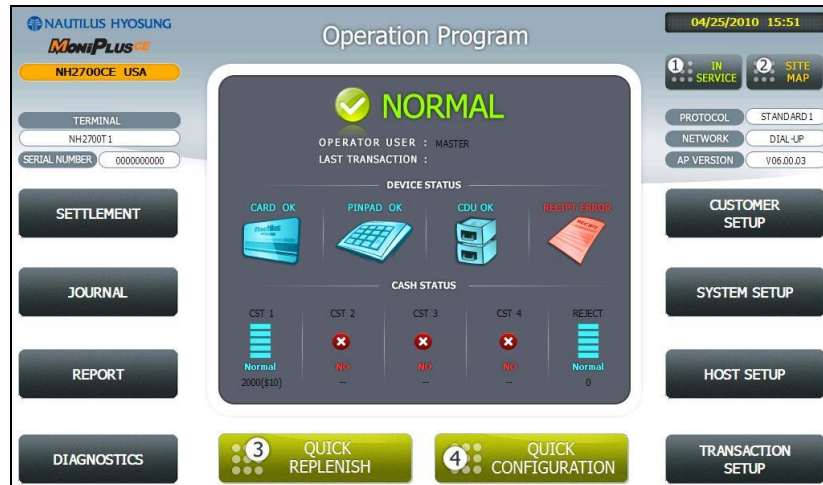 NAUTILUS HYOSUNG
MoniPlusCE
NH2700CE USA
Operation Program
04/25/2010 15:51
1 IN SERVICE
2 SITE MAP
TERMINAL
NH2700T1
SERIAL NUMBER 0000000000
PROTOCOL STANDARD1
NETWORK DIAL-UP
AP VERSION V06.00.03
NORMAL
OPERATOR USER : MASTER
LAST TRANSACTION :
DEVICE STATUS
CARD OK PINPAD OK CDU OK RECIPT ERROR
Nautilus
RECIPT
CASH STATUS
CST 1 CST 2 CST 3 CST 4 REJECT
Normal NO NO NO Normal
2000($10) -- -- -- 0
SETTLEMENT
JOURNAL
REPORT
DIAGNOSTICS
CUSTOMER SETUP
SYSTEM SETUP
HOST SETUP
TRANSACTION SETUP
3 QUICK REPLENISH
4 QUICK CONFIGURATION